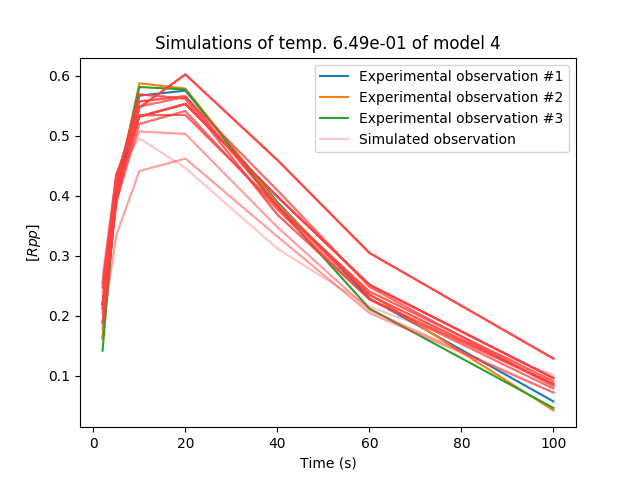 Simulations of temp. 6.49e-01 of model 4
Experimental observation #1
Experimental observation #2
Experimental observation #3
Simulated observation
[Rpp]
0.6
0.5
0.4
0.3
0.2
0.1
0 20 40 60 80 100
Time (s)